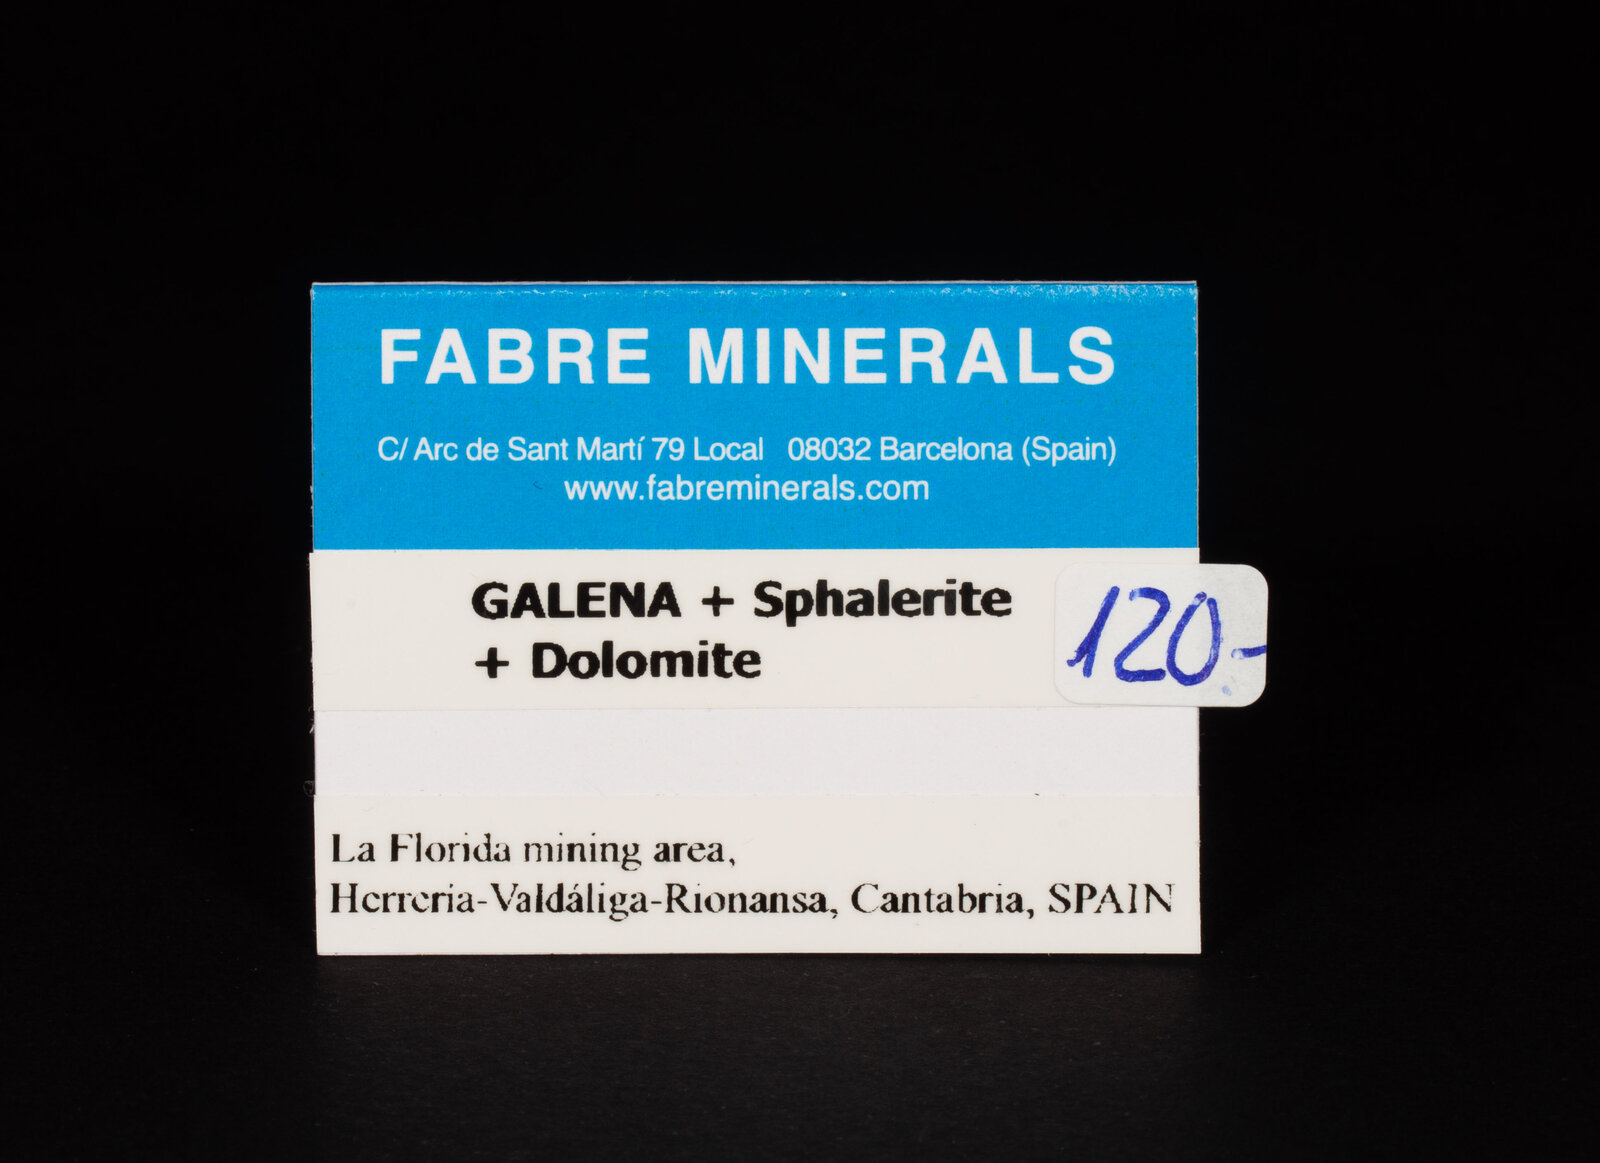 FABRE MINERALS
C/ Arc de Sant Martí 79 Local 08032 Barcelona (Spain)
www.fabreminerals.com
GALENA + Sphalerite
+ Dolomite
120.-
La Florida mining area,
Herrería-Valdáliga-Rionansa, Cantabria, SPAIN